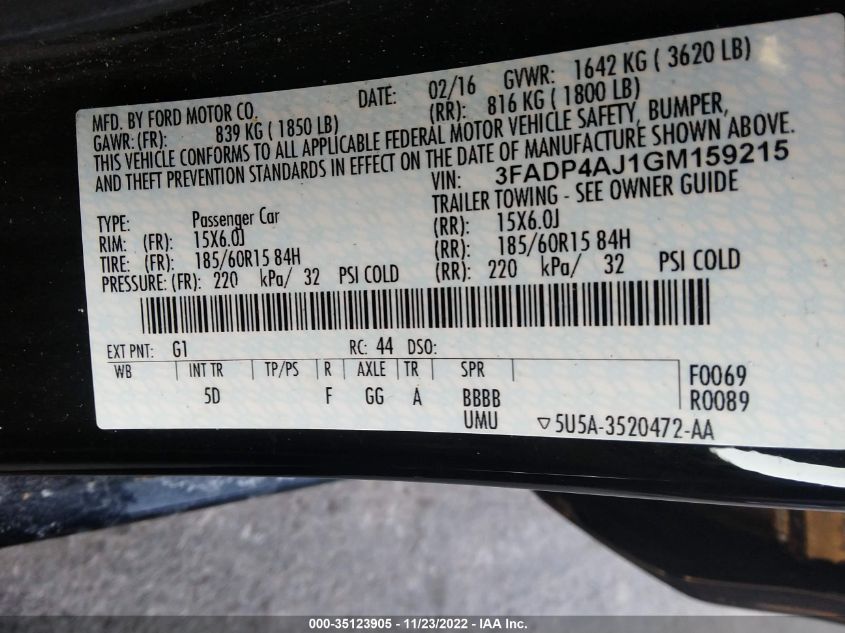 MFD. BY FORD MOTOR CO. DATE: 02/16 GVWR: 1642 KG ( 3620 LB)
GAWR: (FR): 839 KG ( 1850 LB) (RR): 816 KG ( 1800 LB)
THIS VEHICLE CONFORMS TO ALL APPLICABLE FEDERAL MOTOR VEHICLE SAFETY, BUMPER,
AND THEFT PREVENTION STANDARDS IN EFFECT ON THE DATE OF MANUFACTURE SHOWN ABOVE.
VIN: 3FADP4AJ1GM159215
TRAILER TOWING - SEE OWNER GUIDE
TYPE: Passenger Car
RIM: (FR): 15X6.0J (RR): 15X6.0J
TIRE: (FR): 185/60R15 84H (RR): 185/60R15 84H
PRESSURE: (FR): 220 kPa/ 32 PSI COLD (RR): 220 kPa/ 32 PSI COLD
EXT PNT: G1 RC: 44 DSO:
WB INT TR TP/PS R AXLE TR SPR F0069
5D F GG A BBBB R0089
UMU ▽5U5A-3520472-AA
000-35123905 - 11/23/2022 - IAA Inc.